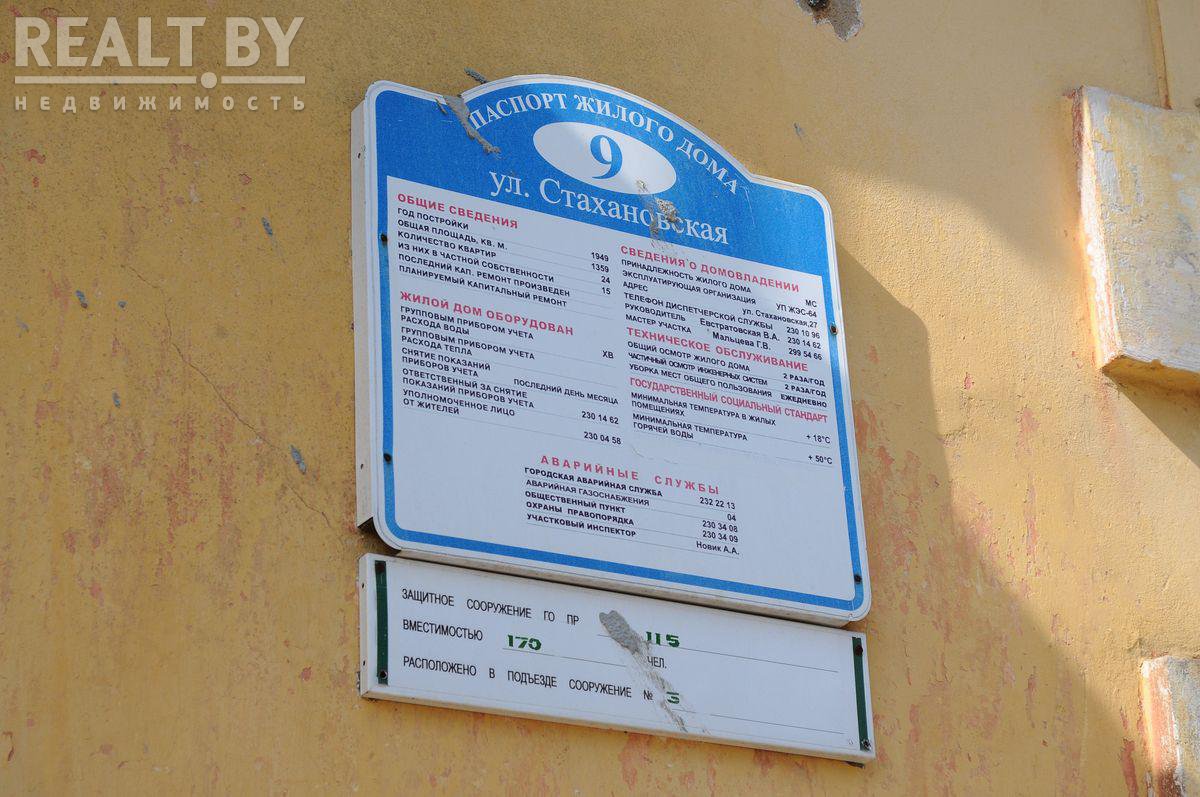 REALT.BY
НЕДВИЖИМОСТЬ
ПАСПОРТ ЖИЛОГО ДОМА
9
ул. Стахановская
ОБЩИЕ СВЕДЕНИЯ
ГОД ПОСТРОЙКИ 1949
ОБЩАЯ ПЛОЩАДЬ, КВ. М. 1359
КОЛИЧЕСТВО КВАРТИР 24
ИЗ НИХ В ЧАСТНОЙ СОБСТВЕННОСТИ 15
ПОСЛЕДНИЙ КАП. РЕМОНТ ПРОИЗВЕДЕН
ПЛАНИРУЕМЫЙ КАПИТАЛЬНЫЙ РЕМОНТ
ЖИЛОЙ ДОМ ОБОРУДОВАН
ГРУППОВЫМ ПРИБОРОМ УЧЕТА
РАСХОДА ВОДЫ ХВ
ГРУППОВЫМ ПРИБОРОМ УЧЕТА
РАСХОДА ТЕПЛА
СНЯТИЕ ПОКАЗАНИЙ
ПРИБОРОВ УЧЕТА ПОСЛЕДНИЙ ДЕНЬ МЕСЯЦА
ОТВЕТСТВЕННЫЙ ЗА СНЯТИЕ
ПОКАЗАНИЙ ПРИБОРОВ УЧЕТА 230 14 62
УПОЛНОМОЧЕННОЕ ЛИЦО
ОТ ЖИТЕЛЕЙ 230 04 58
СВЕДЕНИЯ О ДОМОВЛАДЕНИИ
ПРИНАДЛЕЖНОСТЬ ЖИЛОГО ДОМА МС
ЭКСПЛУАТИРУЮЩАЯ ОРГАНИЗАЦИЯ УП ЖЭС-64
АДРЕС ул. Стахановская,27
ТЕЛЕФОН ДИСПЕТЧЕРСКОЙ СЛУЖБЫ 230 10 96
РУКОВОДИТЕЛЬ Евстратовская В.А. 230 14 62
МАСТЕР УЧАСТКА Мальцева Г.В. 299 54 66
ТЕХНИЧЕСКОЕ ОБСЛУЖИВАНИЕ
ОБЩИЙ ОСМОТР ЖИЛОГО ДОМА 2 РАЗА/ГОД
ЧАСТИЧНЫЙ ОСМОТР ИНЖЕНЕРНЫХ СИСТЕМ 2 РАЗА/ГОД
УБОРКА МЕСТ ОБЩЕГО ПОЛЬЗОВАНИЯ ЕЖЕДНЕВНО
ГОСУДАРСТВЕННЫЙ СОЦИАЛЬНЫЙ СТАНДАРТ
МИНИМАЛЬНАЯ ТЕМПЕРАТУРА В ЖИЛЫХ
ПОМЕЩЕНИЯХ + 18°С
МИНИМАЛЬНАЯ ТЕМПЕРАТУРА
ГОРЯЧЕЙ ВОДЫ + 50°С
АВАРИЙНЫЕ СЛУЖБЫ
ГОРОДСКАЯ АВАРИЙНАЯ СЛУЖБА 232 22 13
АВАРИЙНАЯ ГАЗОСНАБЖЕНИЯ 04
ОБЩЕСТВЕННЫЙ ПУНКТ 230 34 08
ОХРАНЫ ПРАВОПОРЯДКА 230 34 09
УЧАСТКОВЫЙ ИНСПЕКТОР Новик А.А.
ЗАЩИТНОЕ СООРУЖЕНИЕ ГО ПР 115
ВМЕСТИМОСТЬЮ 170 ЧЕЛ.
РАСПОЛОЖЕНО В ПОДЪЕЗДЕ СООРУЖЕНИЕ № 3